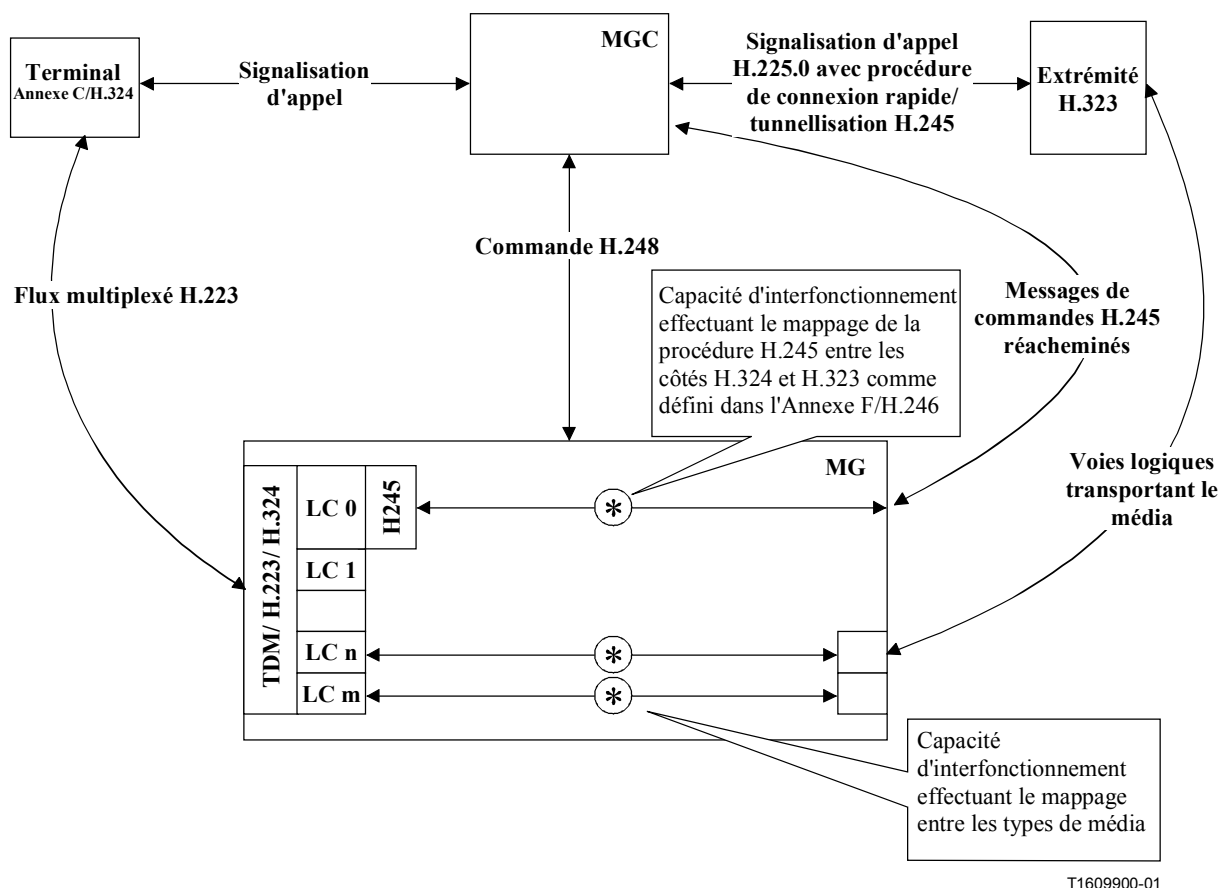 Terminal
Annexe C/H.324
Signalisation
d'appel
MGC
Signalisation d'appel
H.225.0 avec procédure
de connexion rapide/
tunnellisation H.245
Extrémité
H.323
Commande H.248
Flux multiplexé H.223
Capacité d'interfonctionnement
effectuant le mappage de la
procédure H.245 entre les
côtés H.324 et H.323 comme
défini dans l'Annexe F/H.246
Messages de
commandes H.245
réacheminés
MG
Voies logiques
transportant le
média
TDM/ H.223/ H.324
LC 0
H245
*
LC 1
LC n
*
LC m
*
Capacité
d'interfonctionnement
effectuant le mappage
entre les types de média
T1609900-01